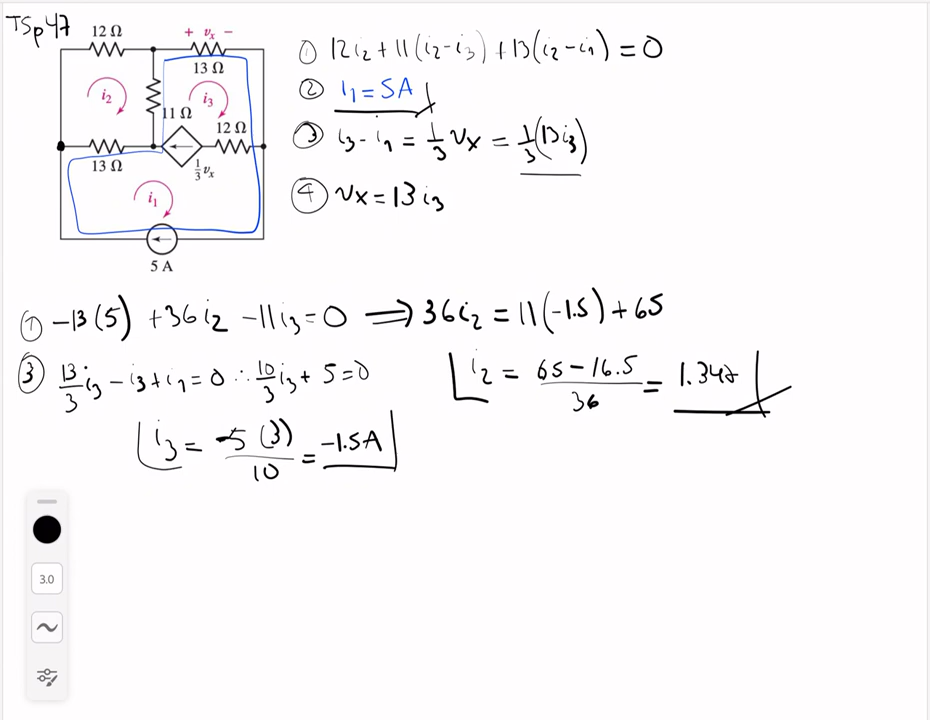 TSp47
12 Ω
+ vx −
13 Ω
i2
i3
11 Ω
12 Ω
13 Ω
1/3 vx
i1
5 A
① 12i2 + 11(i2-i3) + 13(i2-i1) = 0
② i1 = 5A
③ i3 - i1 = 1/3 vx = 1/3(13i3)
④ vx = 13i3
① -13(5) + 36i2 - 11i3 = 0 ⟹ 36i2 = 11(-1.5) + 65
③ 13/3 i3 - i3 + i1 = 0 ∴ 10/3 i3 + 5 = 0
i2 = 65-16.5/36 = 1.347
i3 = -5(3)/10 = -1.5A
3.0